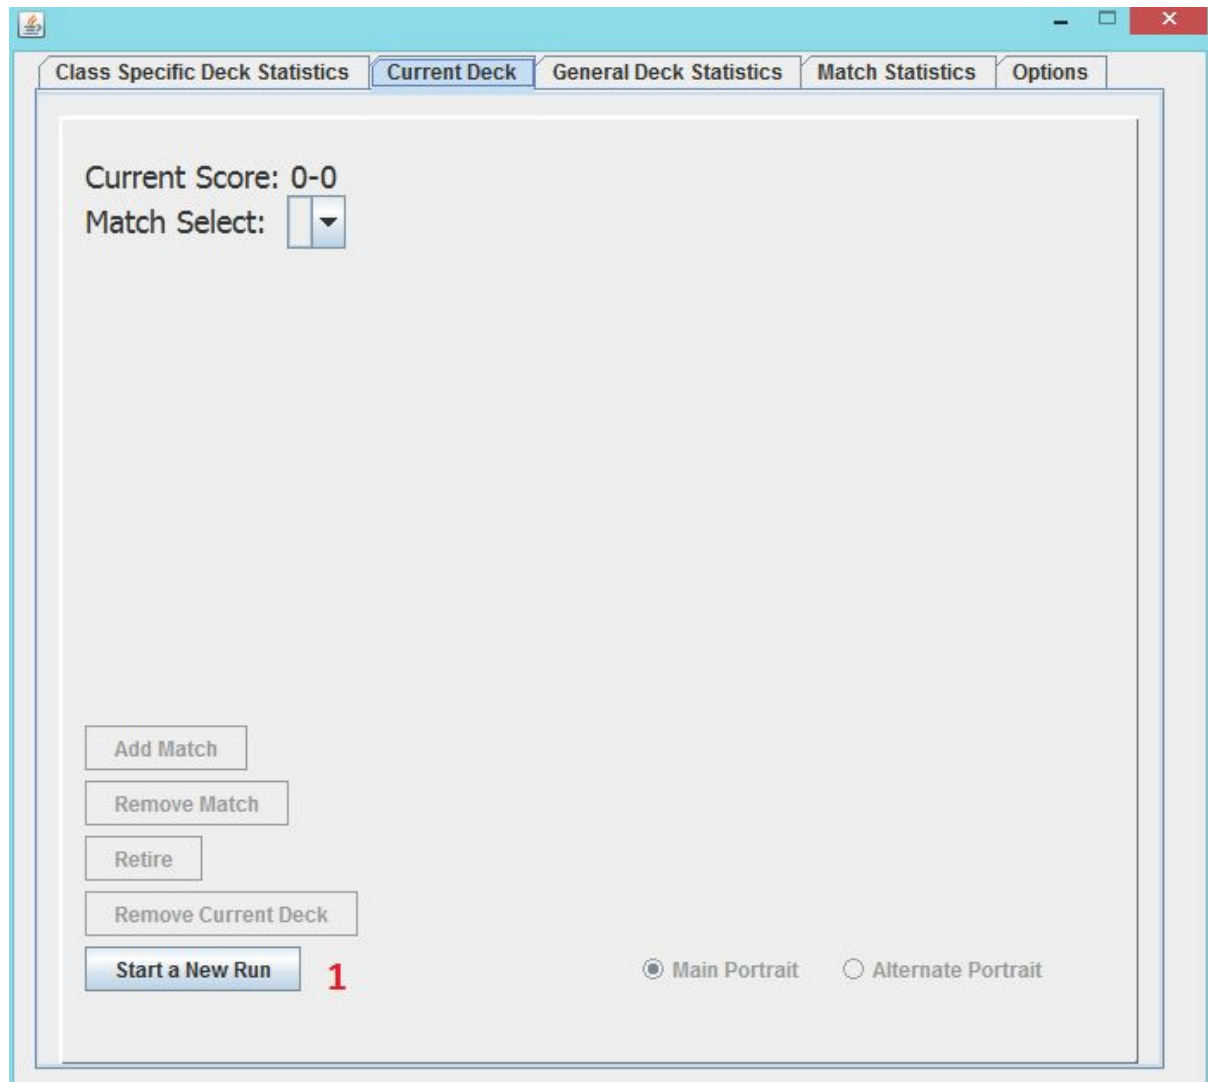 Class Specific Deck Statistics Current Deck General Deck Statistics Match Statistics Options
Current Score: 0-0
Match Select:
Add Match
Remove Match
Retire
Remove Current Deck
Start a New Run 1 Main Portrait Alternate Portrait